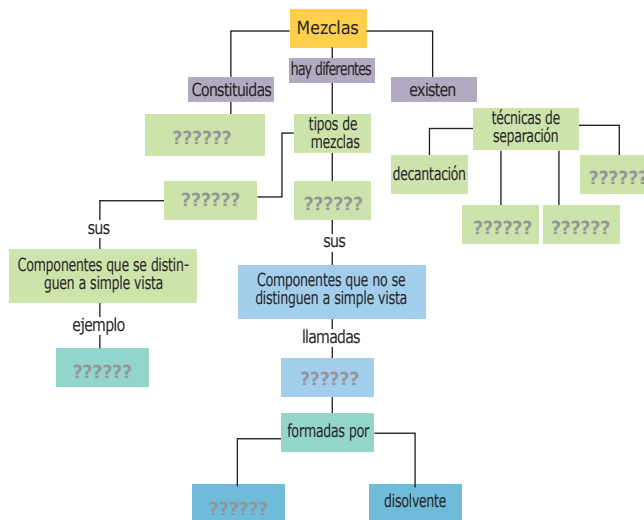 Mezclas
hay diferentes
Constituidas
existen
??????
tipos de
mezclas
técnicas de
separación
decantación
??????
??????
??????
??????
??????
sus
sus
Componentes que se distin-
guen a simple vista
Componentes que no se
distinguen a simple vista
ejemplo
llamadas
??????
??????
formadas por
??????
disolvente